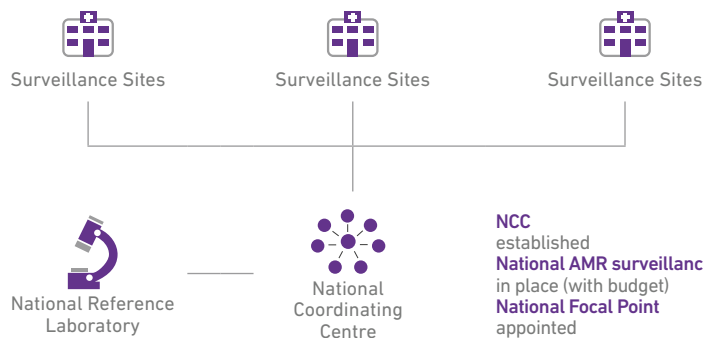 Surveillance Sites
Surveillance Sites
Surveillance Sites
National Reference
Laboratory
National
Coordinating
Centre
NCC
established
National AMR surveillanc
in place (with budget)
National Focal Point
appointed